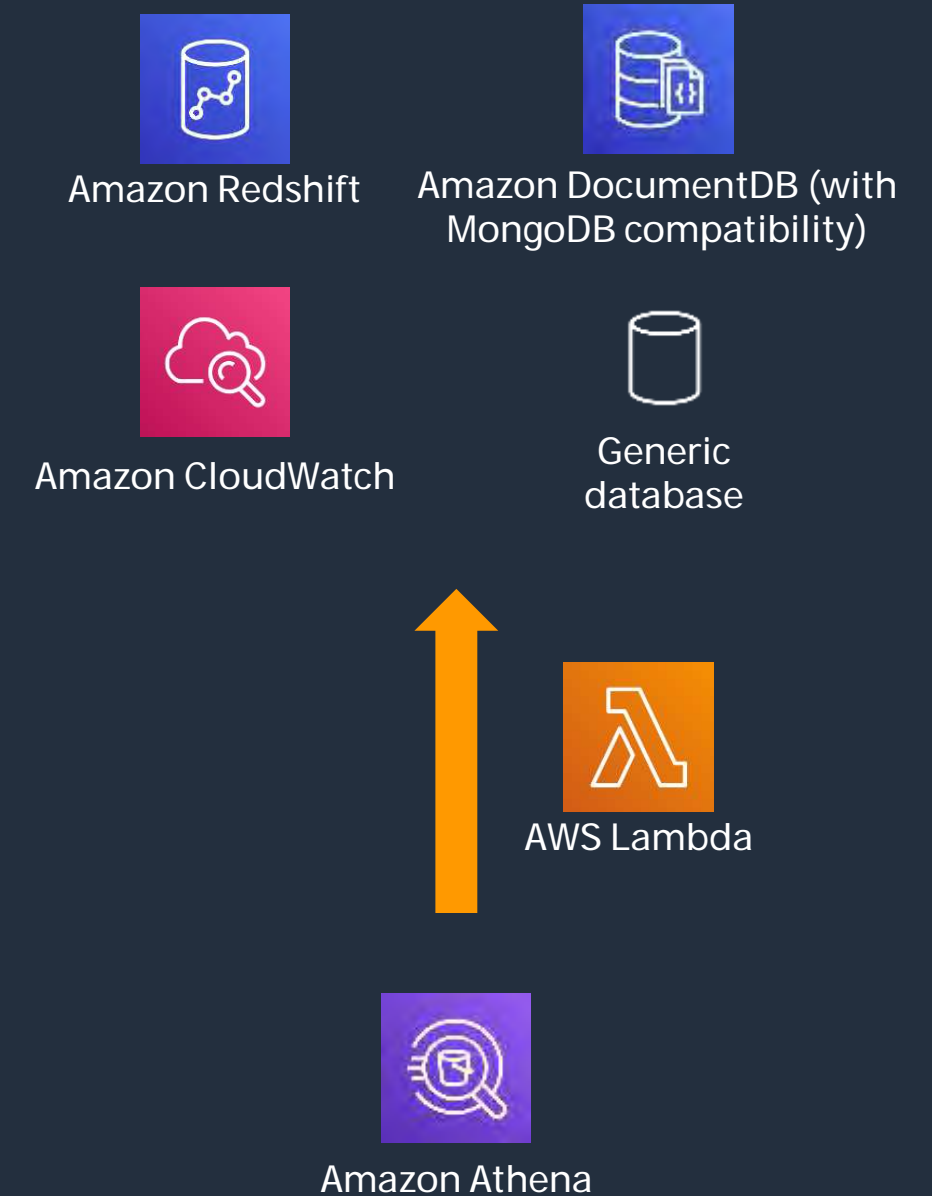 Amazon Redshift
Amazon DocumentDB (with
MongoDB compatibility)
Amazon CloudWatch
Generic
database
AWS Lambda
Amazon Athena